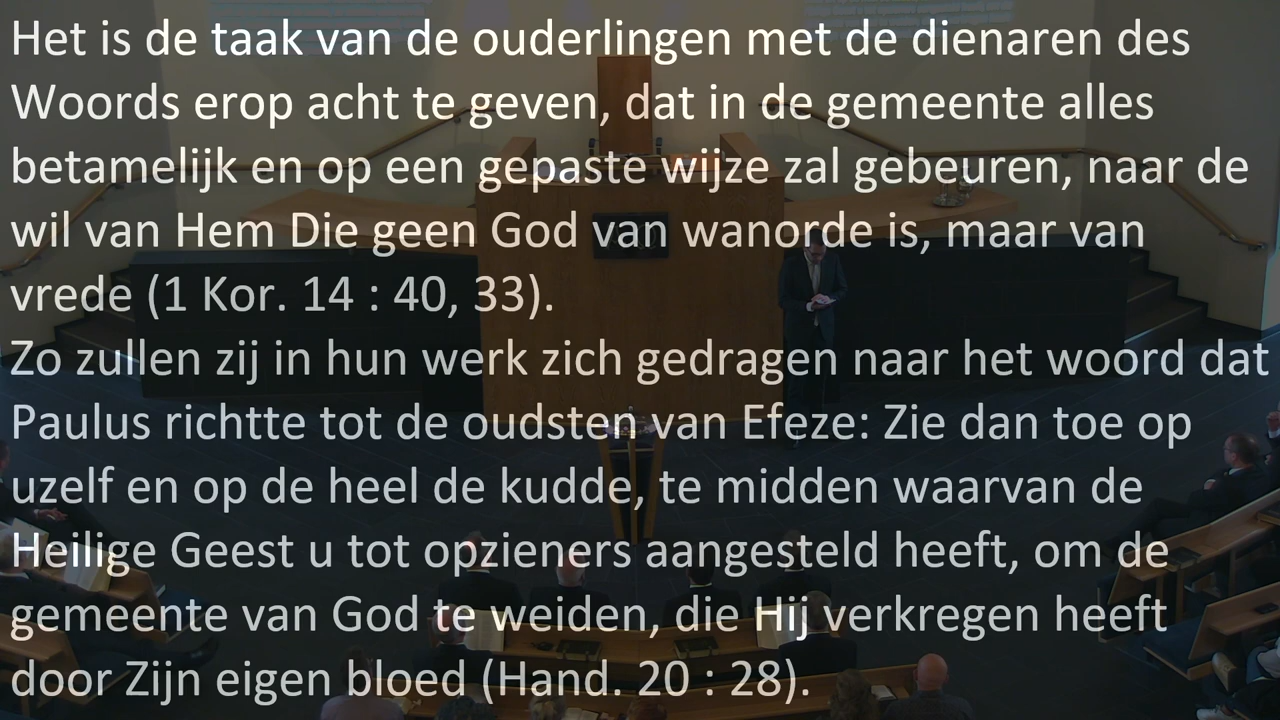 Het is de taak van de ouderlingen met de dienaren des
Woords erop acht te geven, dat in de gemeente alles
betamelijk en op een gepaste wijze zal gebeuren, naar de
wil van Hem Die geen God van wanorde is, maar van
vrede (1 Kor. 14 : 40, 33).
Zo zullen zij in hun werk zich gedragen naar het woord dat
Paulus richtte tot de oudsten van Efeze: Zie dan toe op
uzelf en op de heel de kudde, te midden waarvan de
Heilige Geest u tot opzieners aangesteld heeft, om de
gemeente van God te weiden, die Hij verkregen heeft
door Zijn eigen bloed (Hand. 20 : 28).